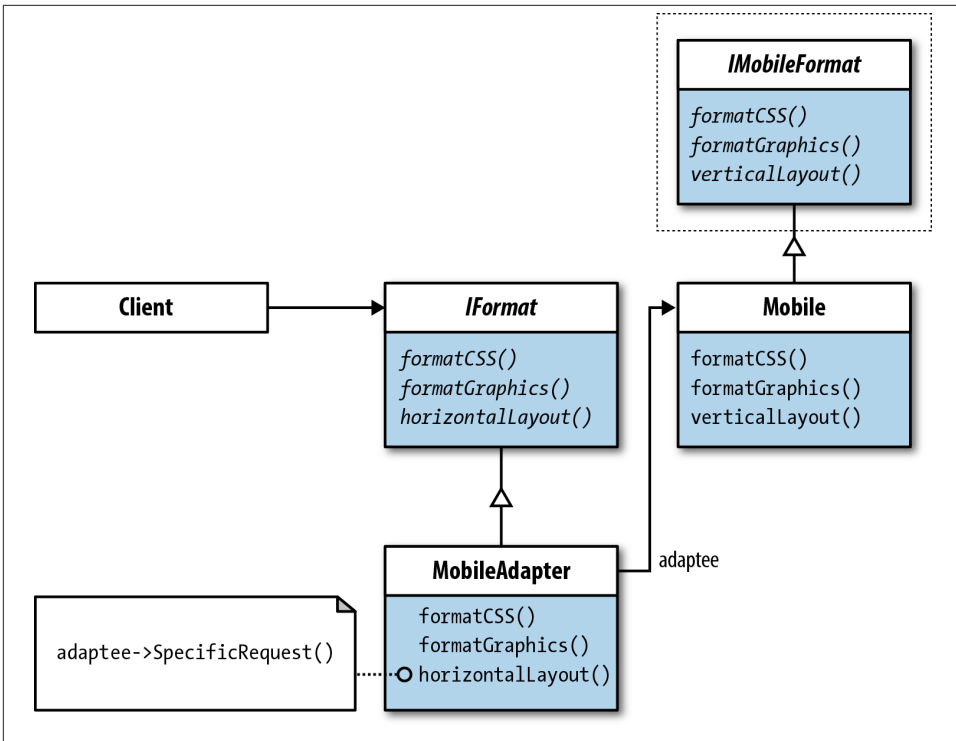 IMobileFormat
formatCSS()
formatGraphics()
verticalLayout()
Client
IFormat
formatCSS()
formatGraphics()
horizontalLayout()
Mobile
formatCSS()
formatGraphics()
verticalLayout()
adaptee
MobileAdapter
formatCSS()
formatGraphics()
horizontalLayout()
adaptee->SpecificRequest()